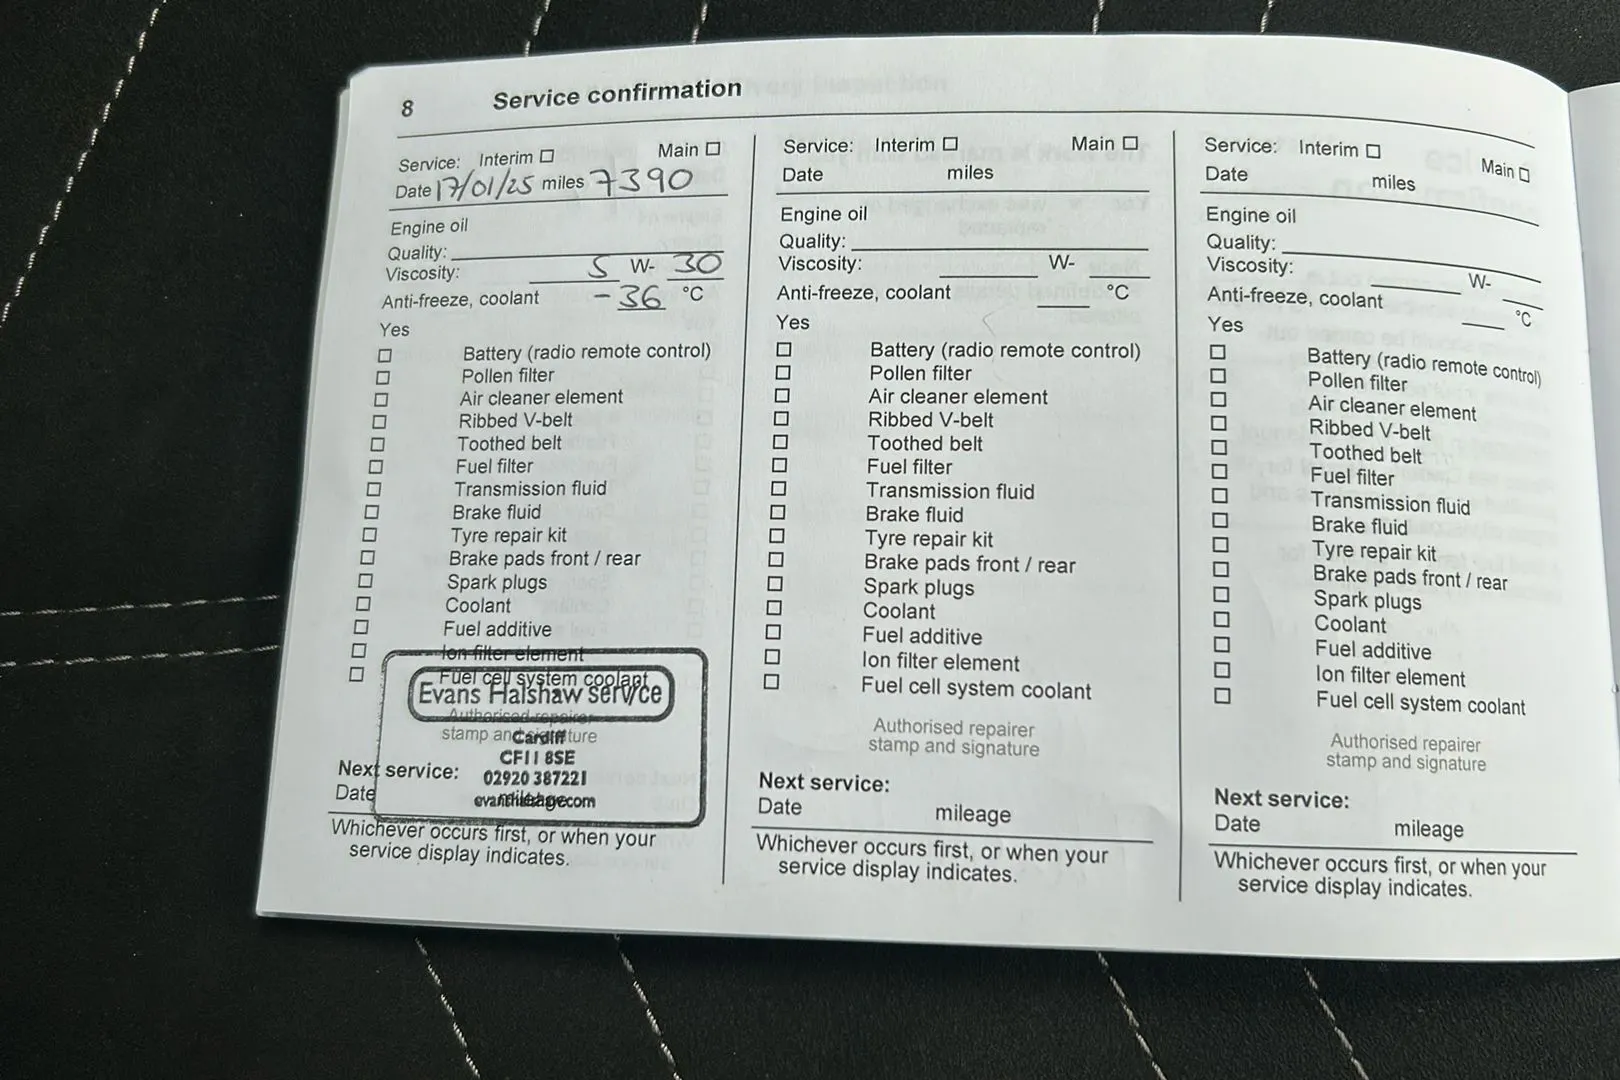 8 Service confirmation
Service: Interim ☐ Main ☐
Date 17/01/25 miles 7390
Engine oil
Quality:
Viscosity: 5 W- 30
Anti-freeze, coolant -36 °C
Yes
☐ Battery (radio remote control)
☐ Pollen filter
☐ Air cleaner element
☐ Ribbed V-belt
☐ Toothed belt
☐ Fuel filter
☐ Transmission fluid
☐ Brake fluid
☐ Tyre repair kit
☐ Brake pads front / rear
☐ Spark plugs
☐ Coolant
☐ Fuel additive
☐ Ion filter element
☐ Fuel cell system coolant
Evans Halshaw service
Authorised repairer
stamp and signature
Cardiff
CF11 8SE
Next service:
02920 387221
Date mileage
Whichever occurs first, or when your
service display indicates.
Service: Interim ☐ Main ☐
Date miles
Engine oil
Quality:
Viscosity: W-
Anti-freeze, coolant °C
Yes
☐ Battery (radio remote control)
☐ Pollen filter
☐ Air cleaner element
☐ Ribbed V-belt
☐ Toothed belt
☐ Fuel filter
☐ Transmission fluid
☐ Brake fluid
☐ Tyre repair kit
☐ Brake pads front / rear
☐ Spark plugs
☐ Coolant
☐ Fuel additive
☐ Ion filter element
☐ Fuel cell system coolant
Authorised repairer
stamp and signature
Next service:
Date mileage
Whichever occurs first, or when your
service display indicates.
Service: Interim ☐ Main ☐
Date miles
Engine oil
Quality:
Viscosity: W-
Anti-freeze, coolant °C
Yes
☐ Battery (radio remote control)
☐ Pollen filter
☐ Air cleaner element
☐ Ribbed V-belt
☐ Toothed belt
☐ Fuel filter
☐ Transmission fluid
☐ Brake fluid
☐ Tyre repair kit
☐ Brake pads front / rear
☐ Spark plugs
☐ Coolant
☐ Fuel additive
☐ Ion filter element
☐ Fuel cell system coolant
Authorised repairer
stamp and signature
Next service:
Date mileage
Whichever occurs first, or when your
service display indicates.